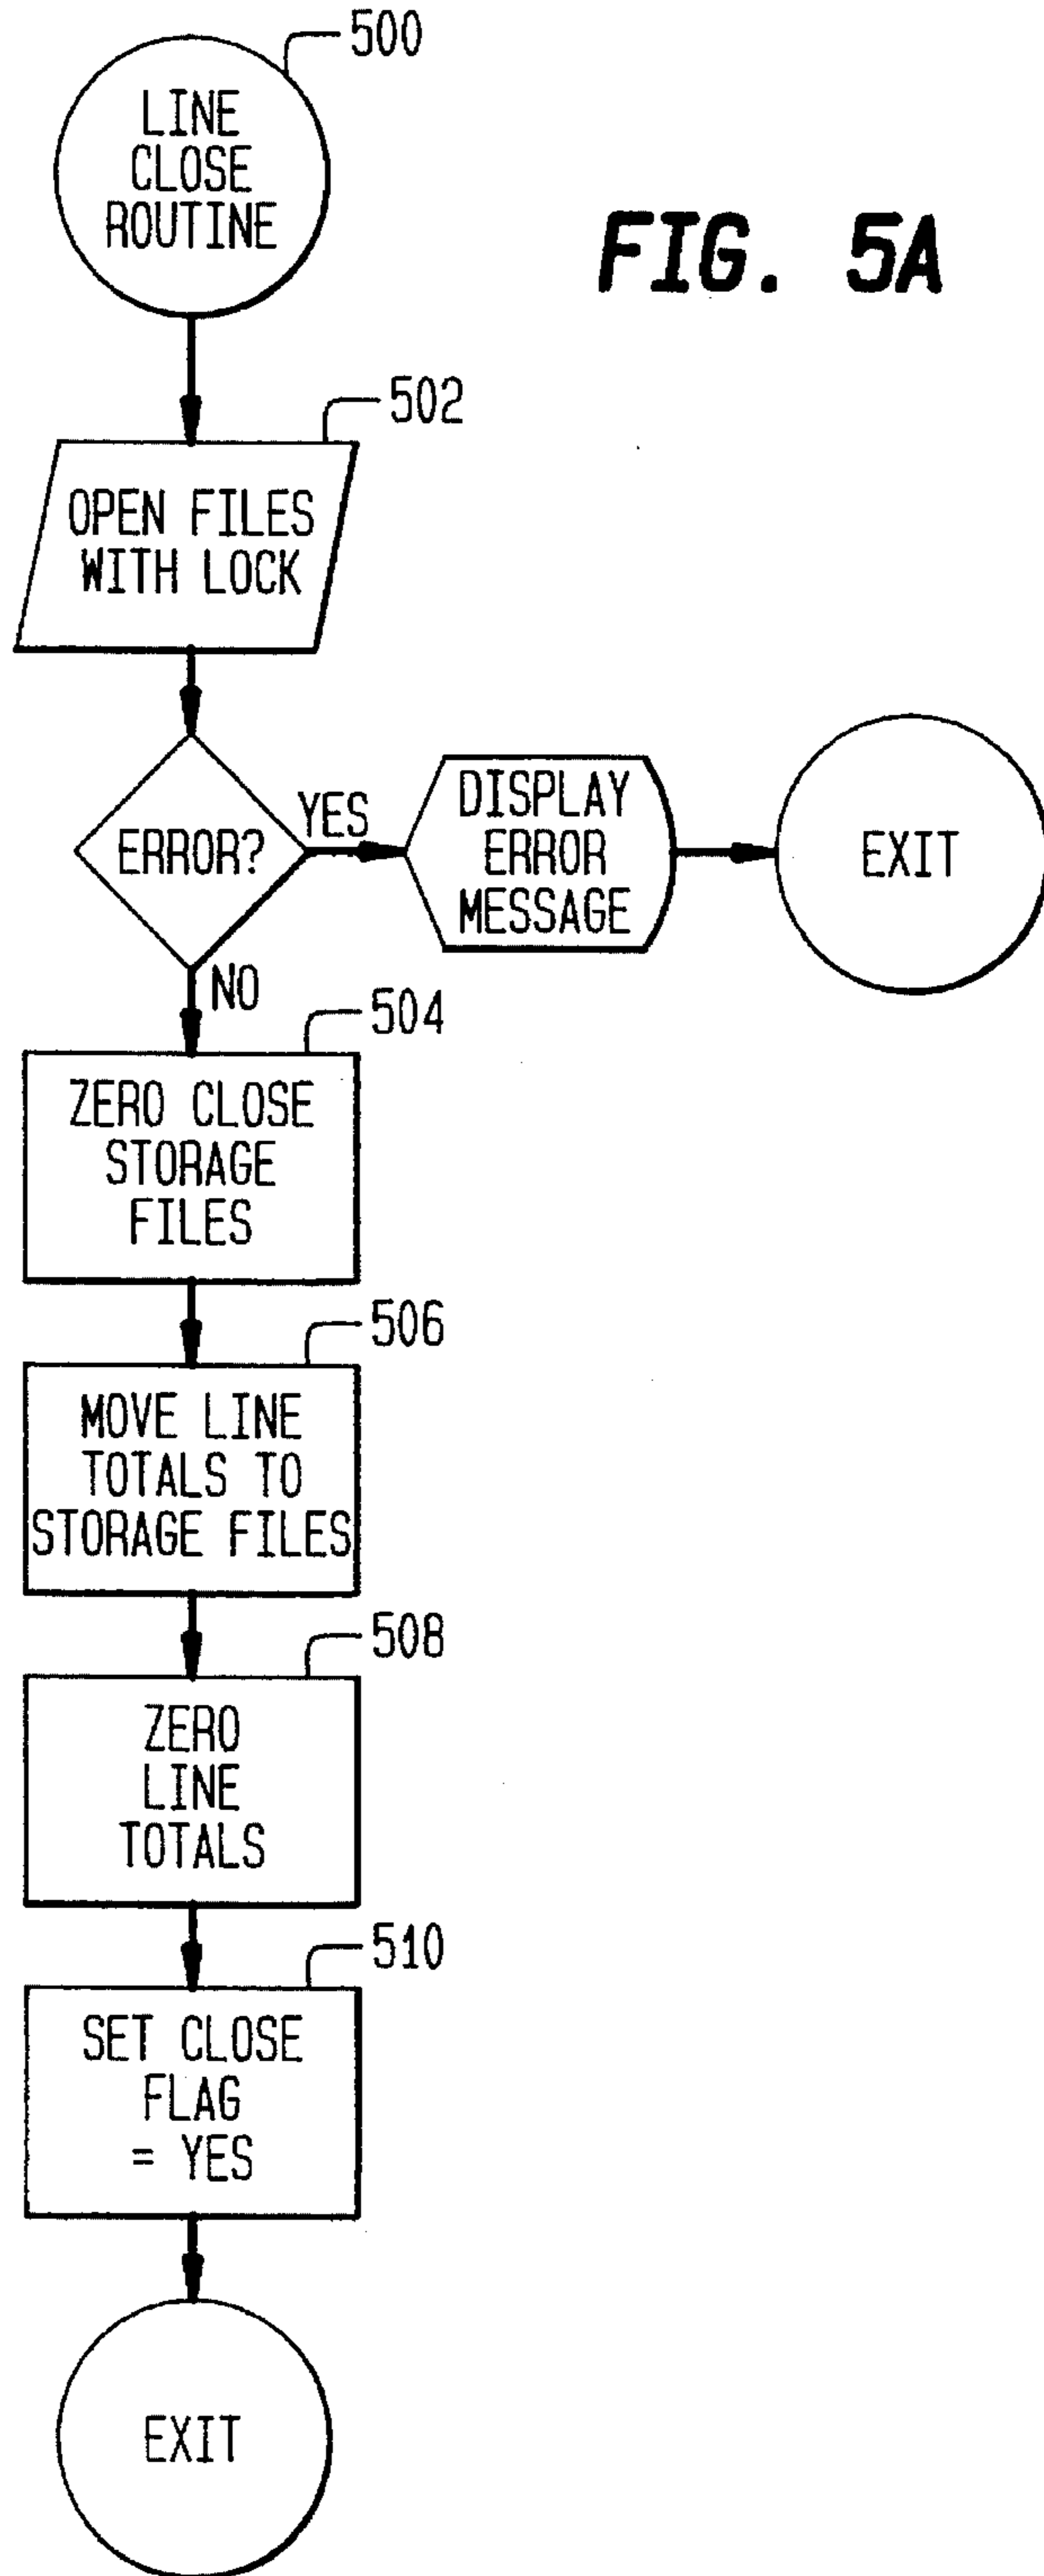 500
LINE
CLOSE
ROUTINE
FIG. 5A
502
OPEN FILES
WITH LOCK
ERROR?
YES
DISPLAY
ERROR
MESSAGE
EXIT
NO
504
ZERO CLOSE
STORAGE
FILES
506
MOVE LINE
TOTALS TO
STORAGE FILES
508
ZERO
LINE
TOTALS
510
SET CLOSE
FLAG
= YES
EXIT